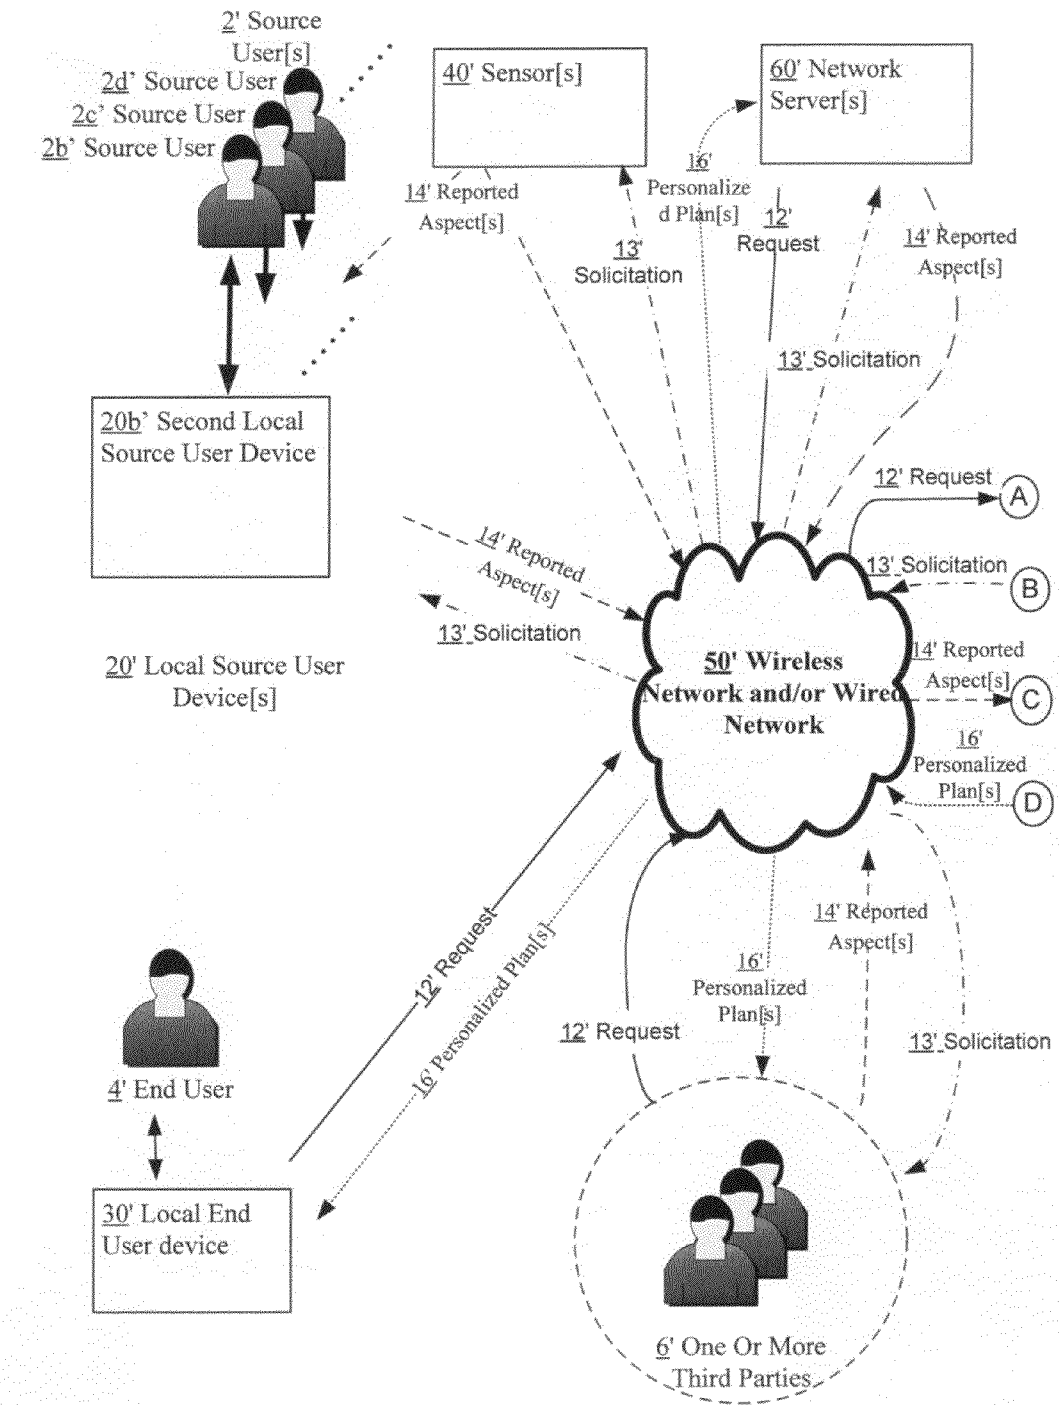 2' Source
User[s]
2d’ Source User
2c’ Source User
2b’ Source User
40' Sensor[s]
60' Network
Server[s]
14' Reported
Aspect[s]
16'
Personalize
d Plan[s]
12'
Request
13'
Solicitation
14' Reported
Aspect[s]
13' Solicitation
20b’ Second Local
Source User Device
12' Request
A
14' Reported
Aspect[s]
13' Solicitation
B
13' Solicitation
14' Reported
Aspect[s]
C
20' Local Source User
Device[s]
50' Wireless
Network and/or Wired
Network
16'
Personalized
Plan[s]
D
12' Request
16' Personalized Plan[s]
14' Reported
Aspect[s]
16'
Personalized
Plan[s]
12' Request
13' Solicitation
4' End User
30' Local End
User device
6' One Or More
Third Parties